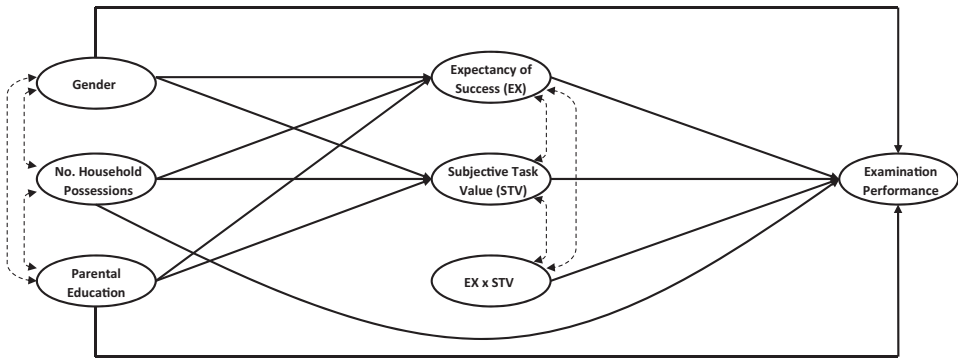 Gender
Expectancy of
Success (EX)
No. Household
Possessions
Subjective Task
Value (STV)
Examination
Performance
Parental
Education
EX x STV